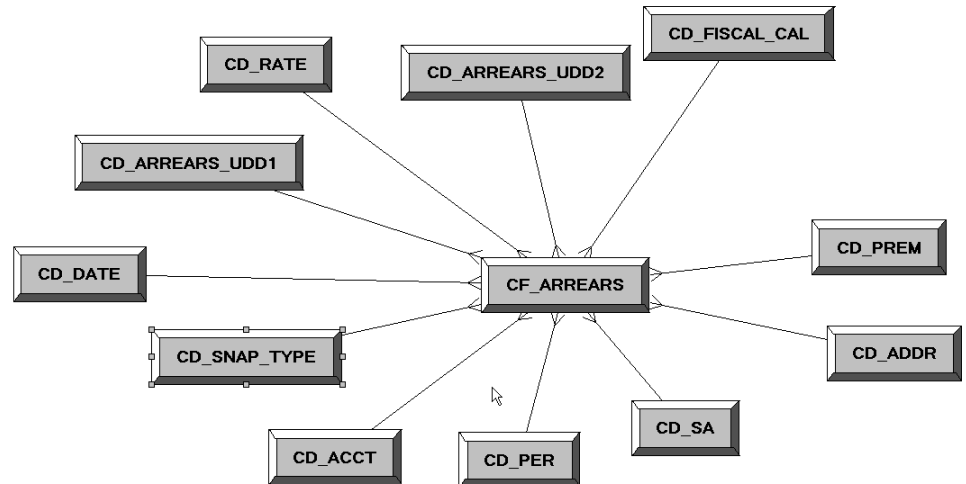 CD_FISCAL_CAL
CD_RATE
CD_ARREARS_UDD2
CD_ARREARS_UDD1
CD_PREM
CD_DATE
CF_ARREARS
CD_SNAP_TYPE
CD_ADDR
CD_SA
CD_ACCT
CD_PER